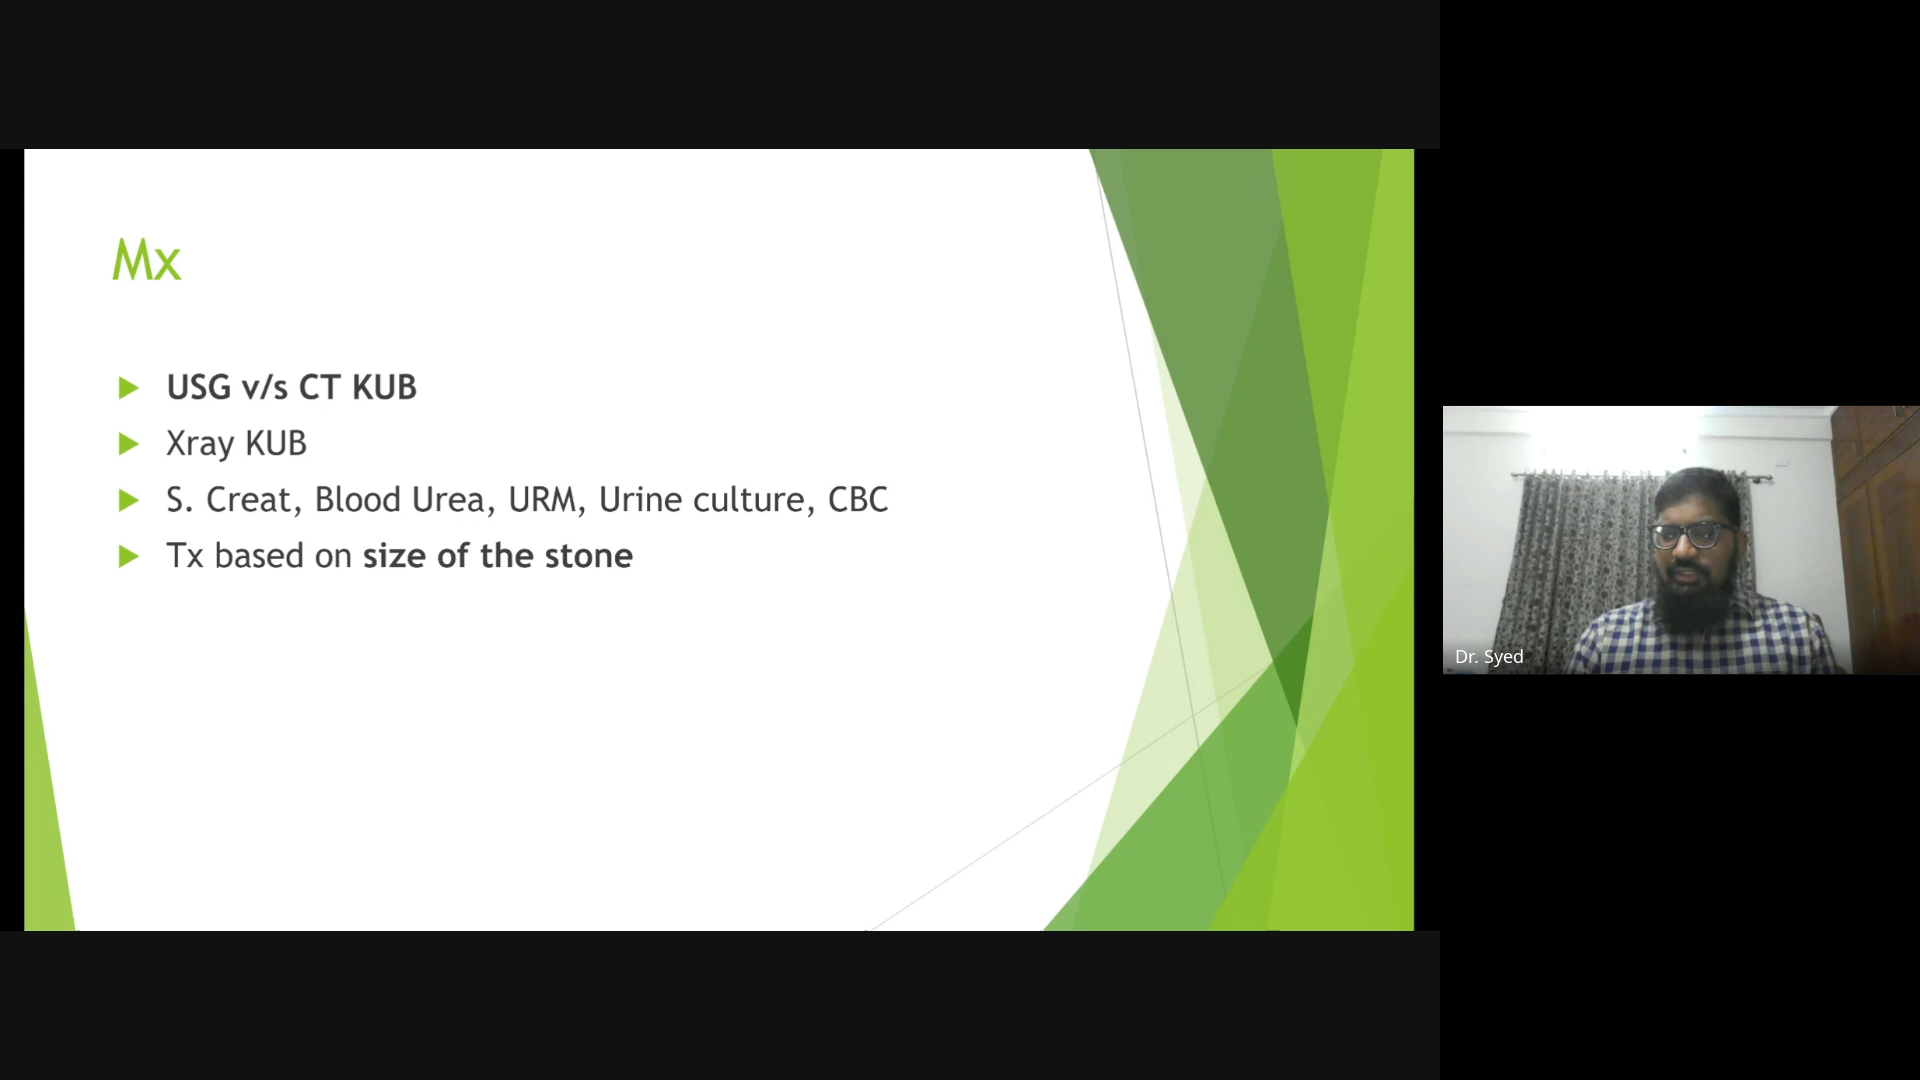 Mx
USG v/s CT KUB
Xray KUB
S. Creat, Blood Urea, URM, Urine culture, CBC
Tx based on size of the stone
Dr. Syed